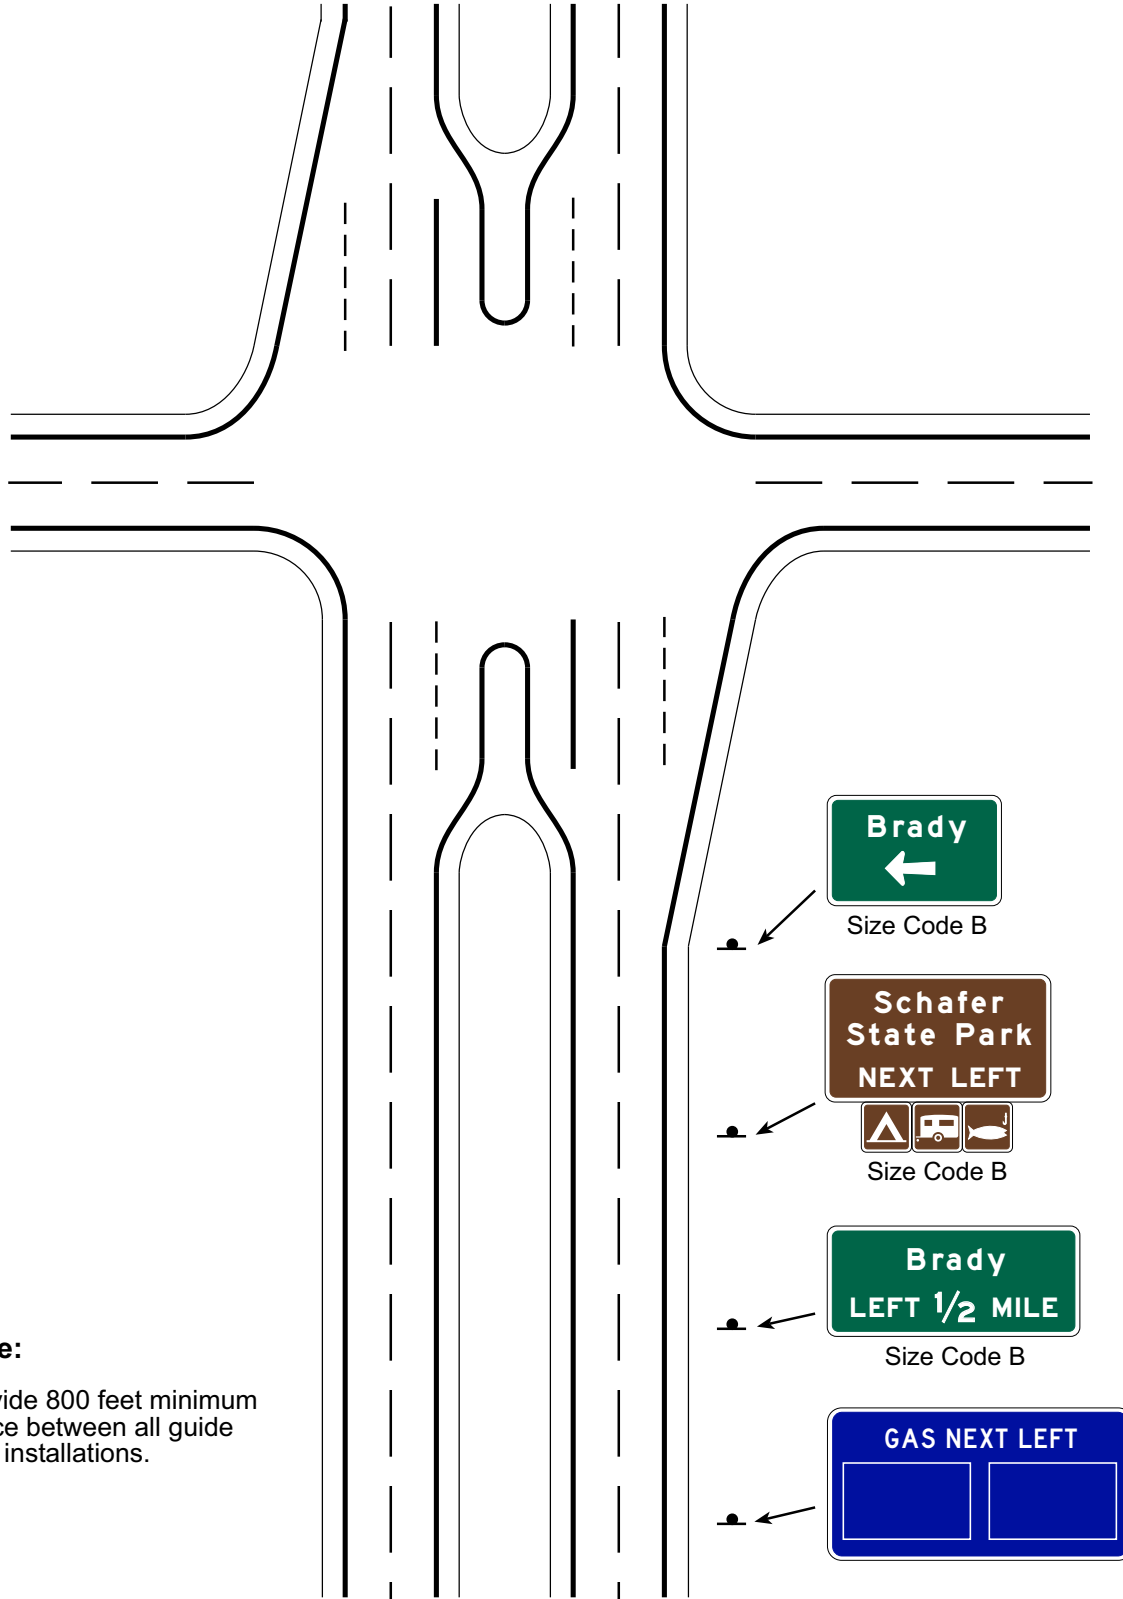 Brady
Size Code B
Schafer
State Park
NEXT LEFT
Size Code B
Brady
LEFT 1/2 MILE
Size Code B
e:
vide 800 feet minimum
ce between all guide
installations.
GAS NEXT LEFT